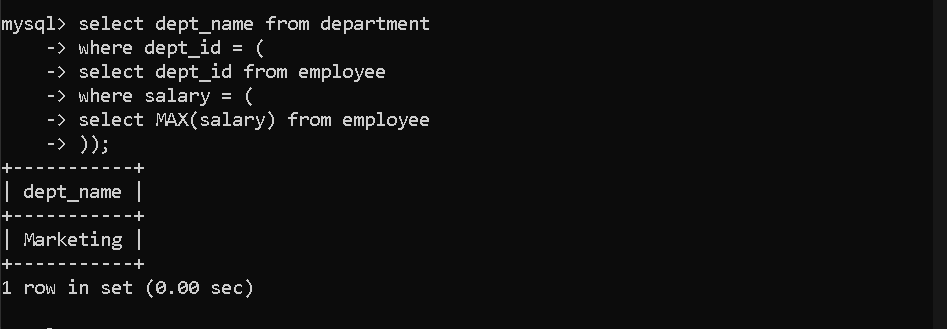 mysql> select dept_name from department
    -> where dept_id = (
    -> select dept_id from employee
    -> where salary = (
    -> select MAX(salary) from employee
    -> ));
+-----------+
| dept_name |
+-----------+
| Marketing |
+-----------+
1 row in set (0.00 sec)